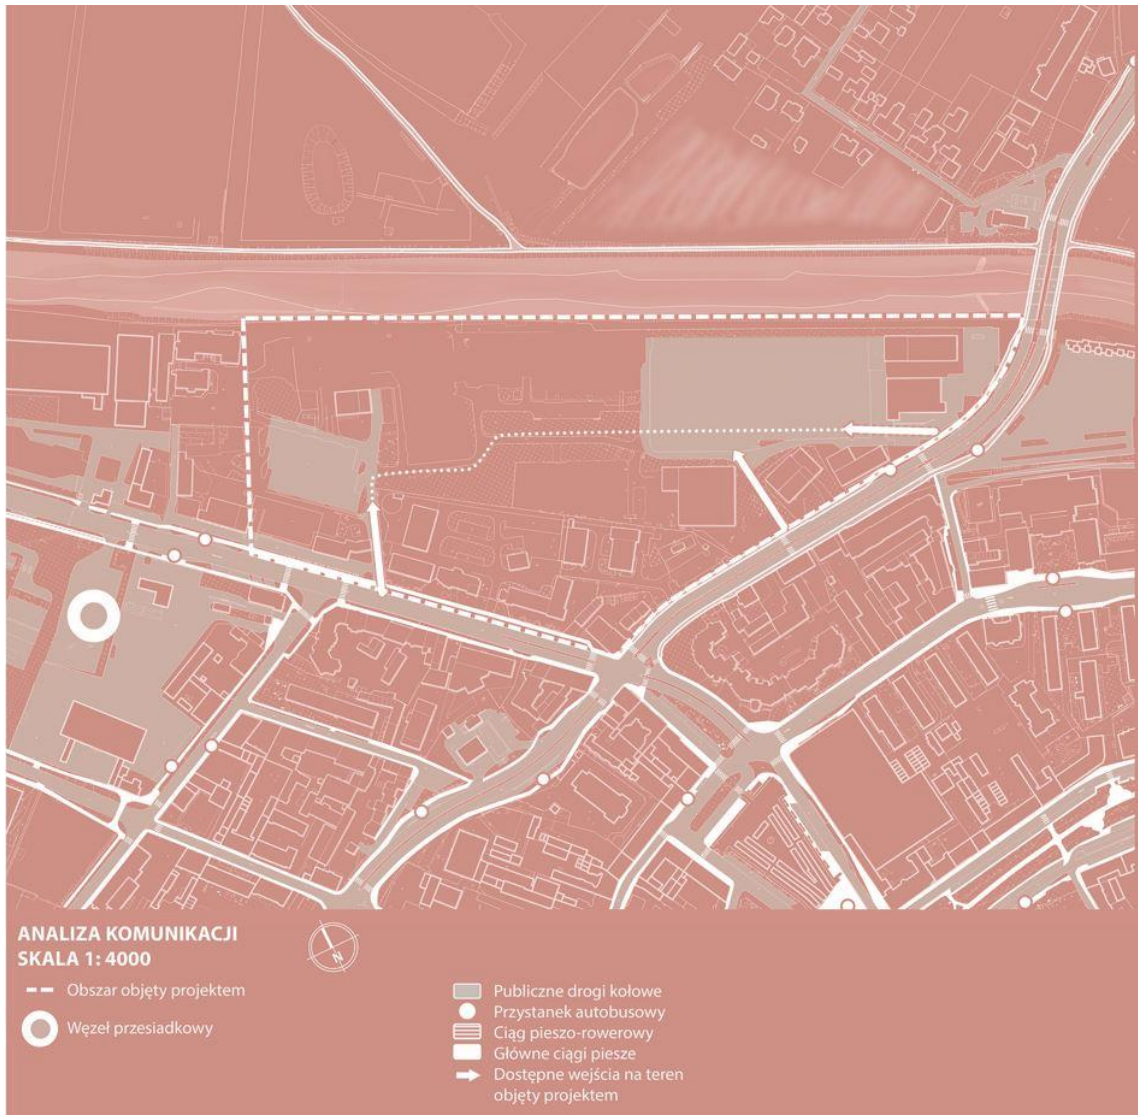 ANALIZA KOMUNIKACJI
SKALA 1: 4000
N
Obszar objęty projektem
Węzeł przesiadkowy
Publiczne drogi kołowe
Przystanek autobusowy
Ciąg pieszo-rowerowy
Główne ciągi piesze
Dostępne wejścia na teren
objęty projektem